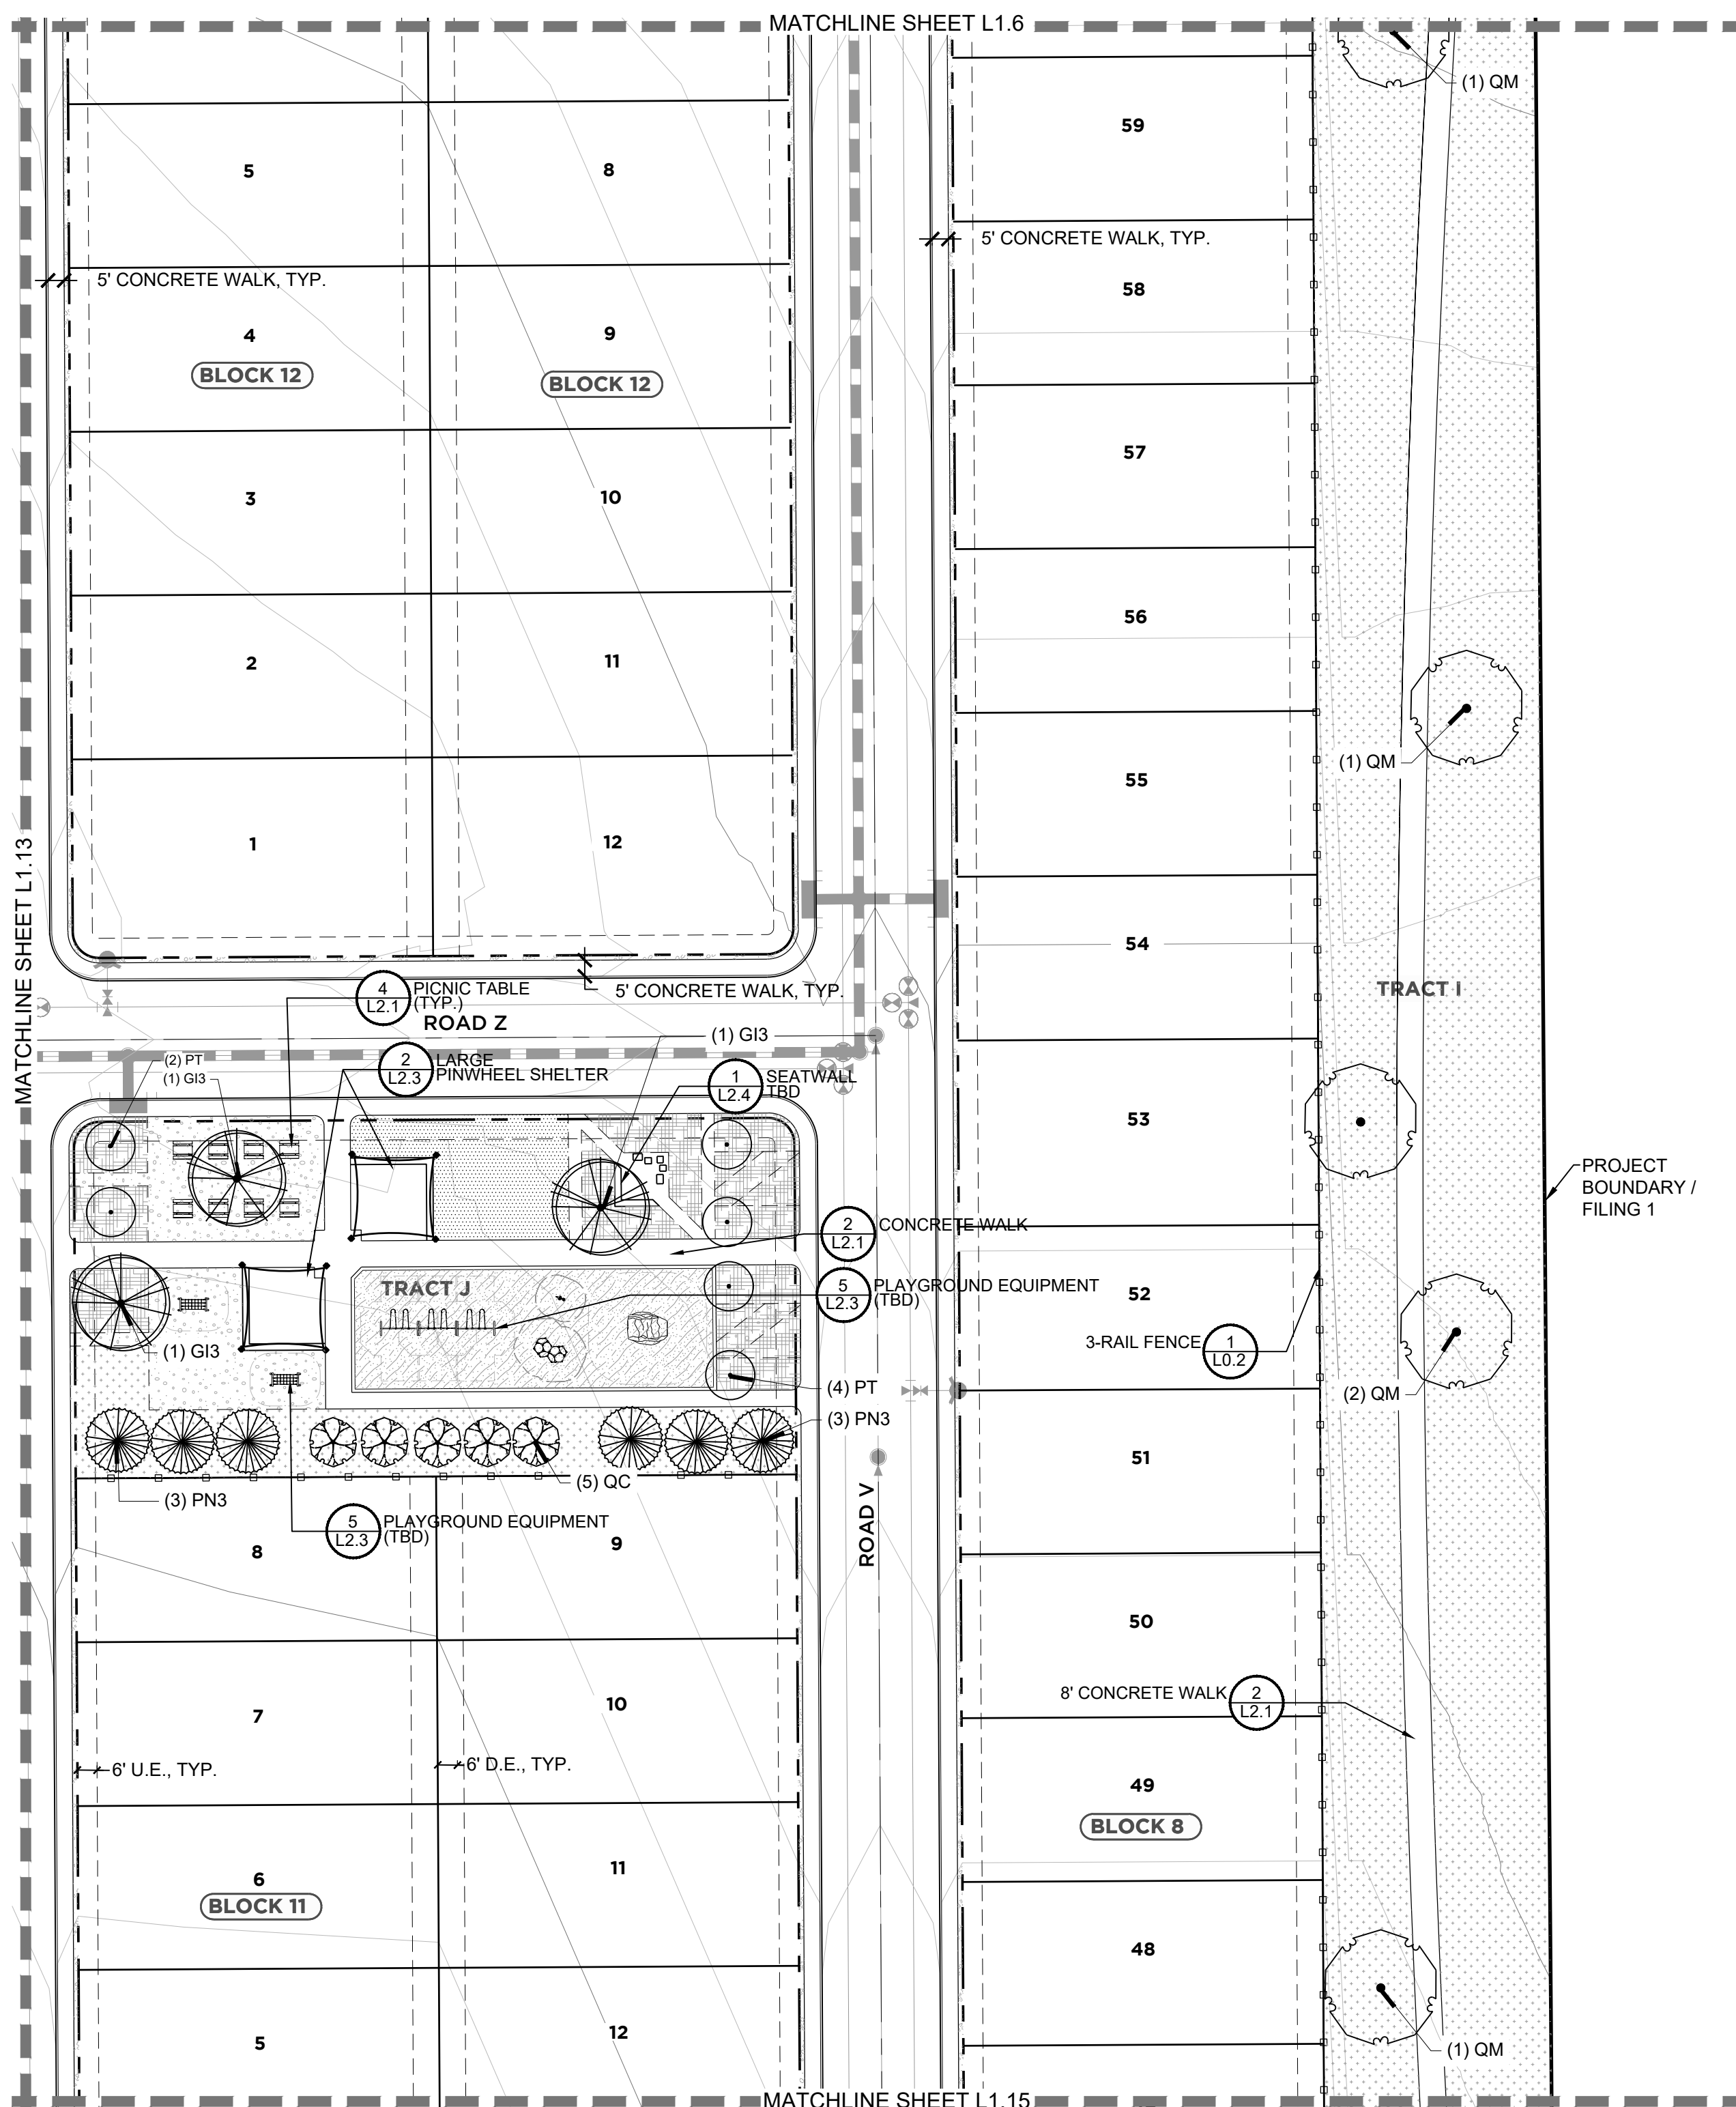 MATCHLINE SHEET L1.6
(1) QM
59
5
8
5' CONCRETE WALK, TYP.
5' CONCRETE WALK, TYP.
58
4
9
BLOCK 12
BLOCK 12
57
3
10
56
2
11
(1) QM
55
1
12
MATCHLINE SHEET L1.13
54
4
L2.1
PICNIC TABLE
(TYP.)
5' CONCRETE WALK, TYP.
TRACT I
ROAD Z
(1) GI3
(2) PT
(1) GI3
2
L2.3
LARGE
PINWHEEL SHELTER
1
L2.4
SEATWALL
TBD
53
PROJECT
BOUNDARY /
FILING 1
2
L2.1
CONCRETE WALK
TRACT J
5
L2.3
PLAYGROUND EQUIPMENT
(TBD)
52
3-RAIL FENCE
1
L0.2
(1) GI3
(4) PT
(2) QM
(3) PN3
51
(5) QC
(3) PN3
ROAD V
5
L2.3
PLAYGROUND EQUIPMENT
(TBD)
8
9
50
8' CONCRETE WALK
2
L2.1
7
10
6' U.E., TYP.
6' D.E., TYP.
49
BLOCK 8
6
11
BLOCK 11
48
5
12
(1) QM
MATCHLINE SHEET L1.15